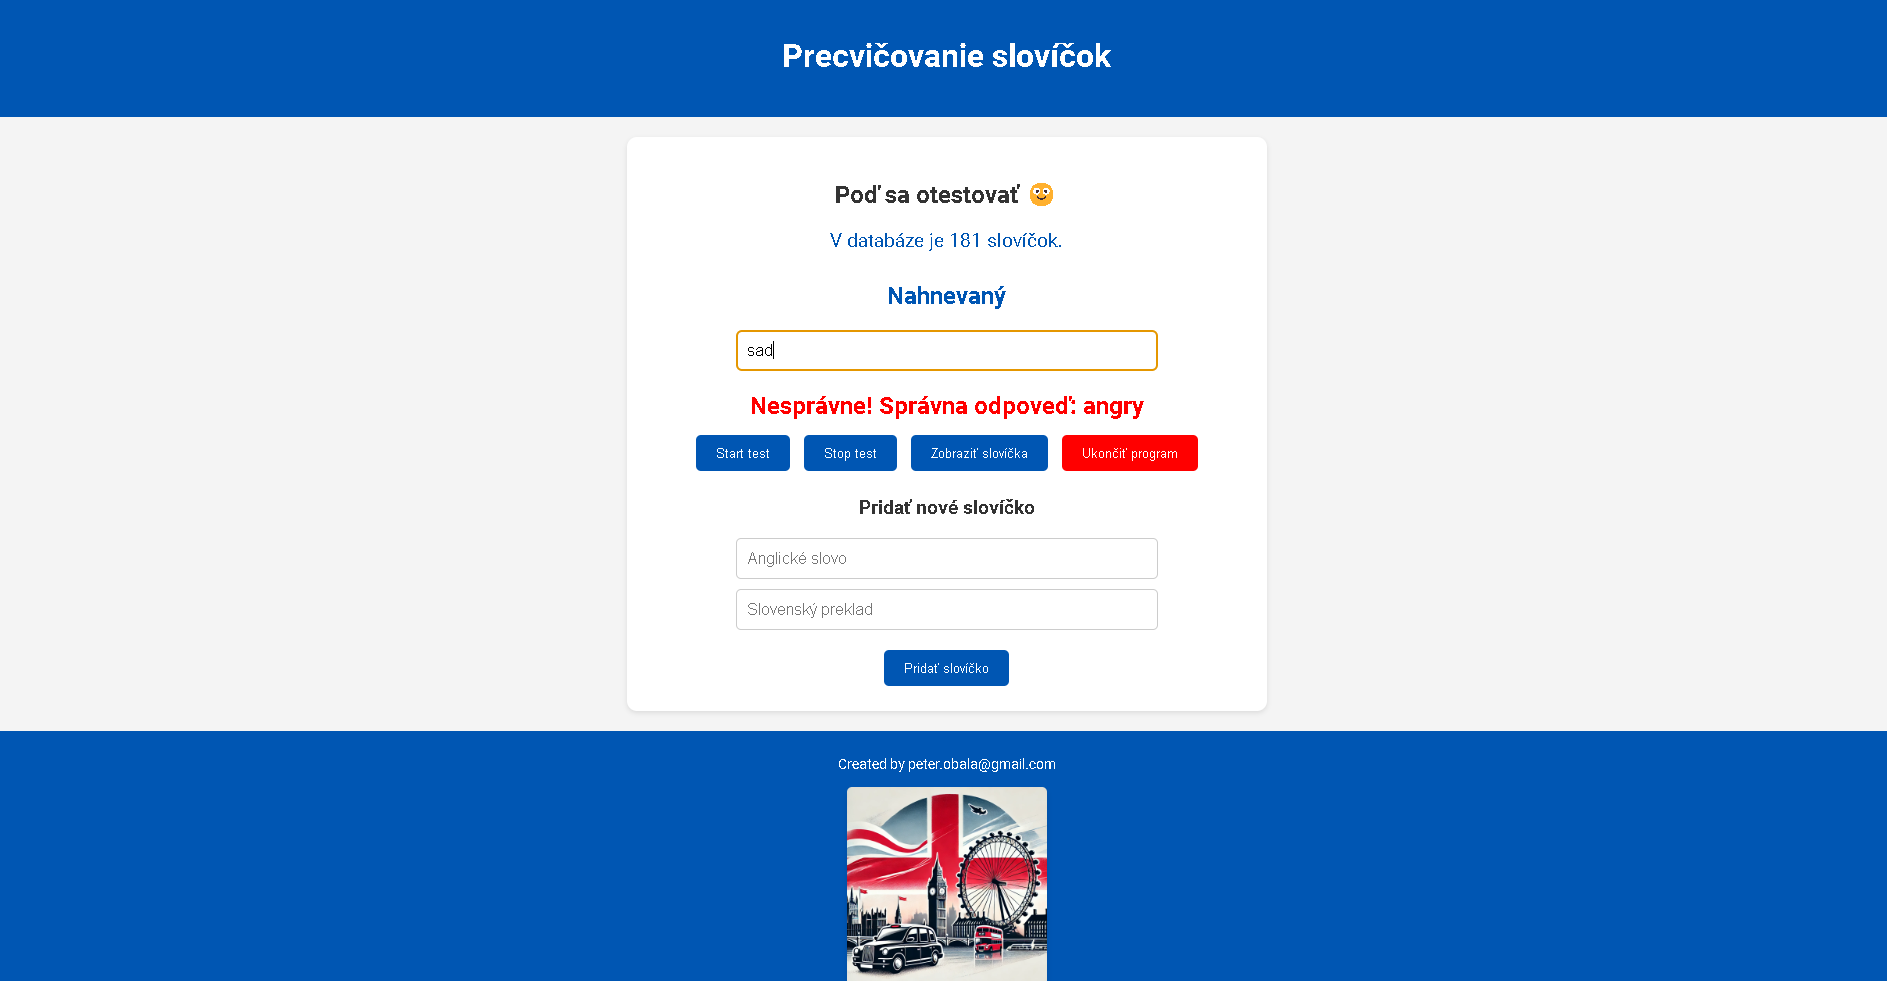 Precvičovanie slovíčok
Poď sa otestovať
V databáze je 181 slovíčok.
Nahnevaný
sad
Nesprávne! Správna odpoveď: angry
Start test
Stop test
Zobraziť slovíčka
Ukončiť program
Pridať nové slovíčko
Anglické slovo
Slovenský preklad
Pridať slovíčko
Created by peter.obala@gmail.com